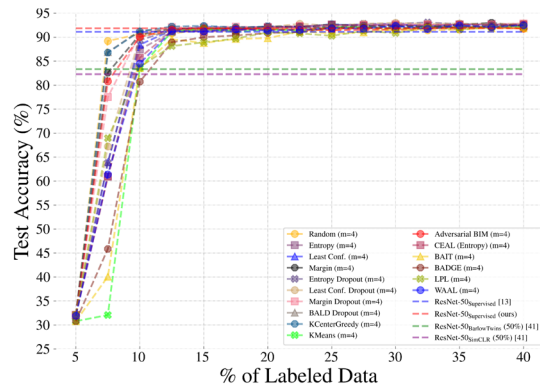 95
90
85
80
75
70
65
60
55
50
45
40
35
30
25
Test Accuracy (%)
5
10
15
20
25
30
35
40
% of Labeled Data
Random (m=4)
Entropy (m=4)
Least Conf. (m=4)
Margin (m=4)
Entropy Dropout (m=4)
Least Conf. Dropout (m=4)
Margin Dropout (m=4)
BALD Dropout (m=4)
KCenterGreedy (m=4)
KMeans (m=4)
Adversarial BIM (m=4)
CEAL (Entropy) (m=4)
BAIT (m=4)
BADGE (m=4)
LPL (m=4)
WAAL (m=4)
ResNet-50Supervised [13]
ResNet-50Supervised (ours)
ResNet-50BarlowTwins (50%) [41]
ResNet-50SimCLR (50%) [41]